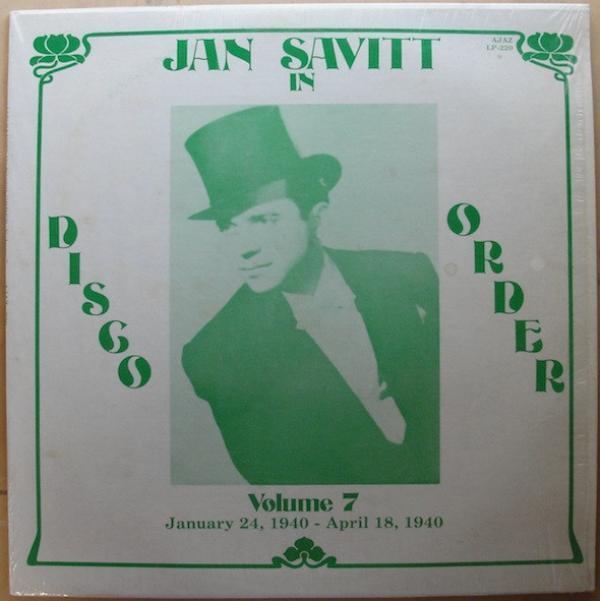 JAN SAVITT
IN
AJAZ
LP-220
DISCO
ORDER
Volume 7
January 24, 1940 - April 18, 1940